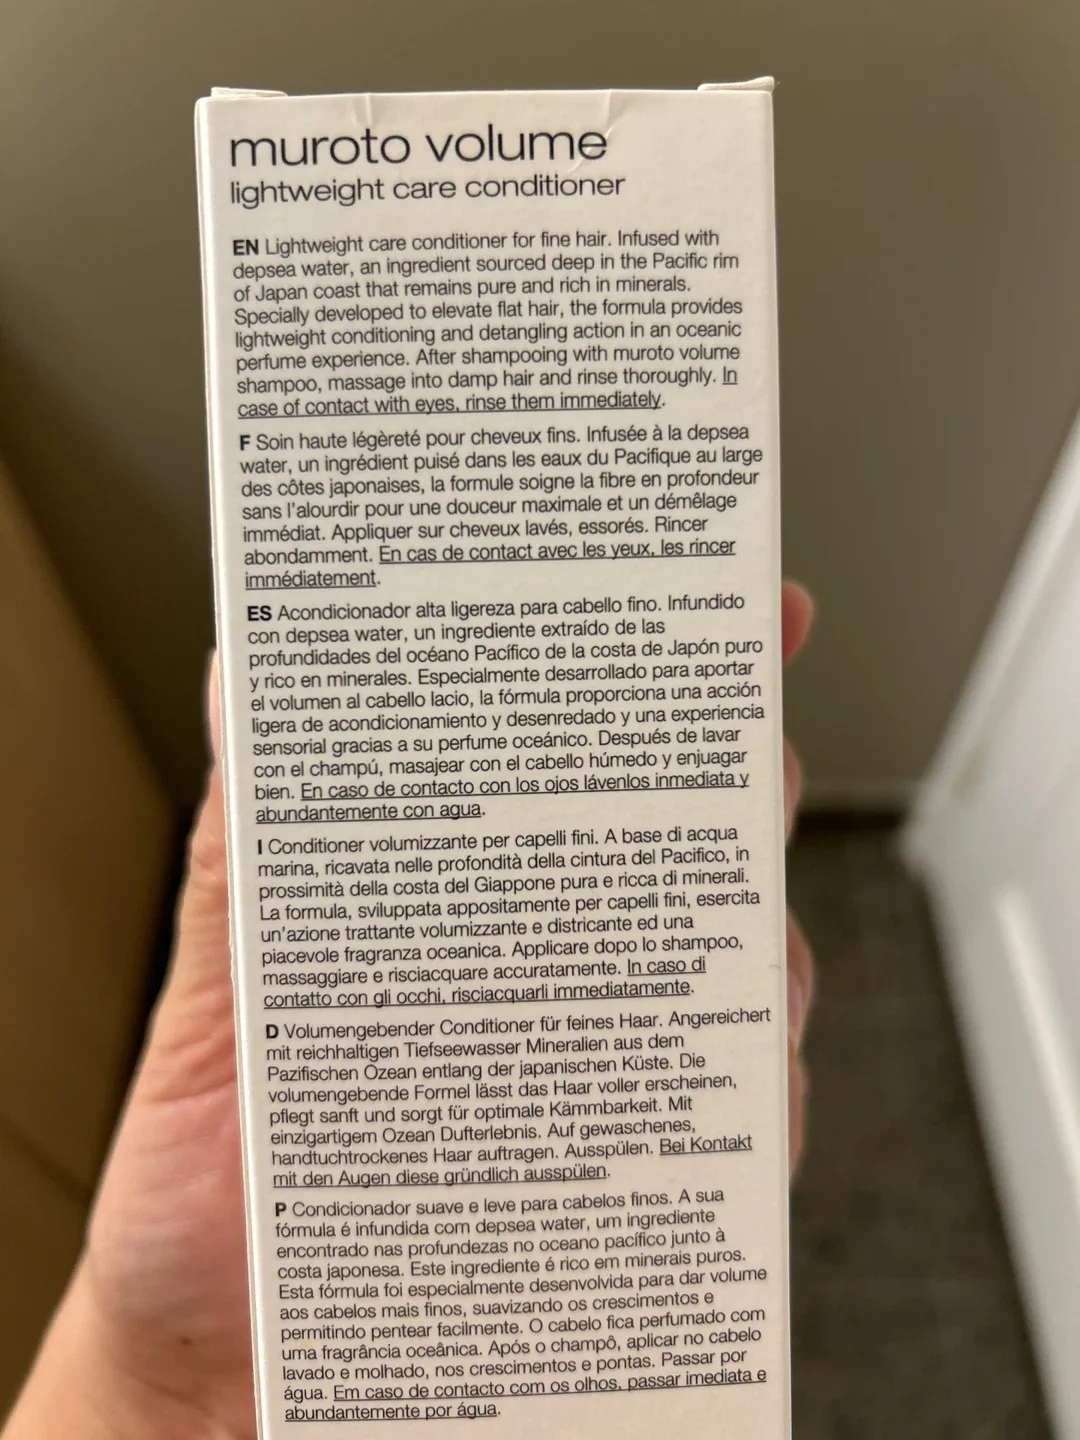 muroto volume
lightweight care conditioner
EN Lightweight care conditioner for fine hair. Infused with
depsea water, an ingredient sourced deep in the Pacific rim
of Japan coast that remains pure and rich in minerals.
Specially developed to elevate flat hair, the formula provides
lightweight conditioning and detangling action in an oceanic
perfume experience. After shampooing with muroto volume
shampoo, massage into damp hair and rinse thoroughly. In
case of contact with eyes, rinse them immediately.
F Soin haute légèreté pour cheveux fins. Infusée à la depsea
water, un ingrédient puisé dans les eaux du Pacifique au large
des côtes japonaises, la formule soigne la fibre en profondeur
sans l'alourdir pour une douceur maximale et un démêlage
immédiat. Appliquer sur cheveux lavés, essorés. Rincer
abondamment. En cas de contact avec les yeux, les rincer
immédiatement.
ES Acondicionador alta ligereza para cabello fino. Infundido
con depsea water, un ingrediente extraído de las
profundidades del océano Pacífico de la costa de Japón puro
y rico en minerales. Especialmente desarrollado para aportar
el volumen al cabello lacio, la fórmula proporciona una acción
ligera de acondicionamiento y desenredado y una experiencia
sensorial gracias a su perfume oceánico. Después de lavar
con el champú, masajear con el cabello húmedo y enjuagar
bien. En caso de contacto con los ojos lávenlos inmediata y
abundantemente con agua.
I Conditioner volumizzante per capelli fini. A base di acqua
marina, ricavata nelle profondità della cintura del Pacifico, in
prossimità della costa del Giappone pura e ricca di minerali.
La formula, sviluppata appositamente per capelli fini, esercita
un'azione trattante volumizzante e districante ed una
piacevole fragranza oceanica. Applicare dopo lo shampoo,
massaggiare e risciacquare accuratamente. In caso di
contatto con gli occhi, risciacquarli immediatamente.
D Volumengebender Conditioner für feines Haar. Angereichert
mit reichhaltigen Tiefseewasser Mineralien aus dem
Pazifischen Ozean entlang der japanischen Küste. Die
volumengebende Formel lässt das Haar voller erscheinen,
pflegt sanft und sorgt für optimale Kämmbarkeit. Mit
einzigartigem Ozean Dufterlebnis. Auf gewaschenes,
handtuchtrockenes Haar auftragen. Ausspülen. Bei Kontakt
mit den Augen diese gründlich ausspülen.
P Condicionador suave e leve para cabelos finos. A sua
fórmula é infundida com depsea water, um ingrediente
encontrado nas profundezas no oceano pacífico junto à
costa japonesa. Este ingrediente é rico em minerais puros.
Esta fórmula foi especialmente desenvolvida para dar volume
aos cabelos mais finos, suavizando os crescimentos e
permitindo pentear facilmente. O cabelo fica perfumado com
uma fragrância oceânica. Após o champô, aplicar no cabelo
lavado e molhado, nos crescimentos e pontas. Passar por
água. Em caso de contacto com os olhos, passar imediata e
abundantemente por água.